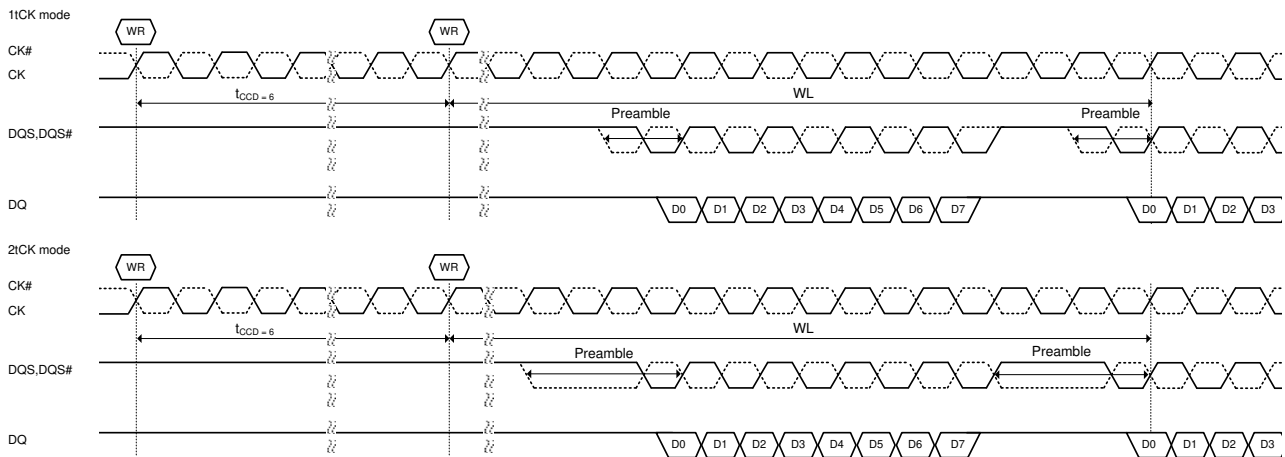 1tCK mode
WR WR
CK#
CK
tCCD = 6 WL
Preamble Preamble
DQS,DQS#
DQ D0 D1 D2 D3 D4 D5 D6 D7 D0 D1 D2 D3
2tCK mode
WR WR
CK#
CK
tCCD = 6 WL
Preamble Preamble
DQS,DQS#
DQ D0 D1 D2 D3 D4 D5 D6 D7 D0 D1 D2 D3